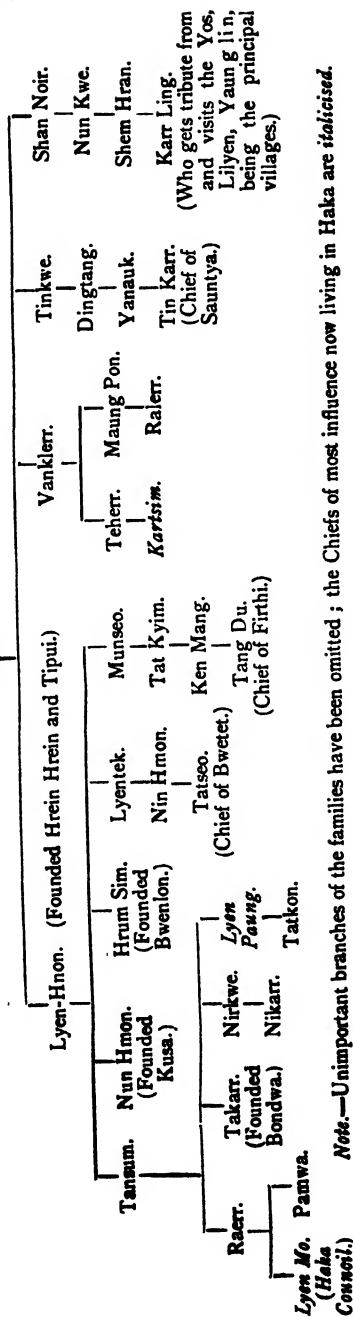 Lyen-Hnon. (Founded Hrein Hrein and Tipui.)
Vanklerr.
Tinkwe.
Shan Noir.
Tansum.
Nun Hmon.
(Founded
Kusa.)
Hrum Sim.
(Founded
Bwenlon.)
Lyentek.
Nin Hmon.
Tatseo.
(Chief of Bwetet.)
Munseo.
Tat Kyim.
Ken Mang.
Tang Du.
(Chief of Firthi.)
Teherr.
Kartsim.
Maung Pon.
Ralerr.
Dingtang.
Yanauk.
Tin Karr.
(Chief of
Sauntya.)
Nun Kwe.
Shem Hran.
Karr Ling.
(Who gets tribute from
and visits the Yos,
Lilyen, Yaung lin,
being the principal
villages.)
Raerr.
Takarr.
(Founded
Bondwa.)
Nirkwe.
Nikarr.
Lyen
Paung.
Tatkon.
Lyen Mo.
(Haka
Council.)
Pamwa.
Note.—Unimportant branches of the families have been omitted ; the Chiefs of most influence now living in Haka are italicised.